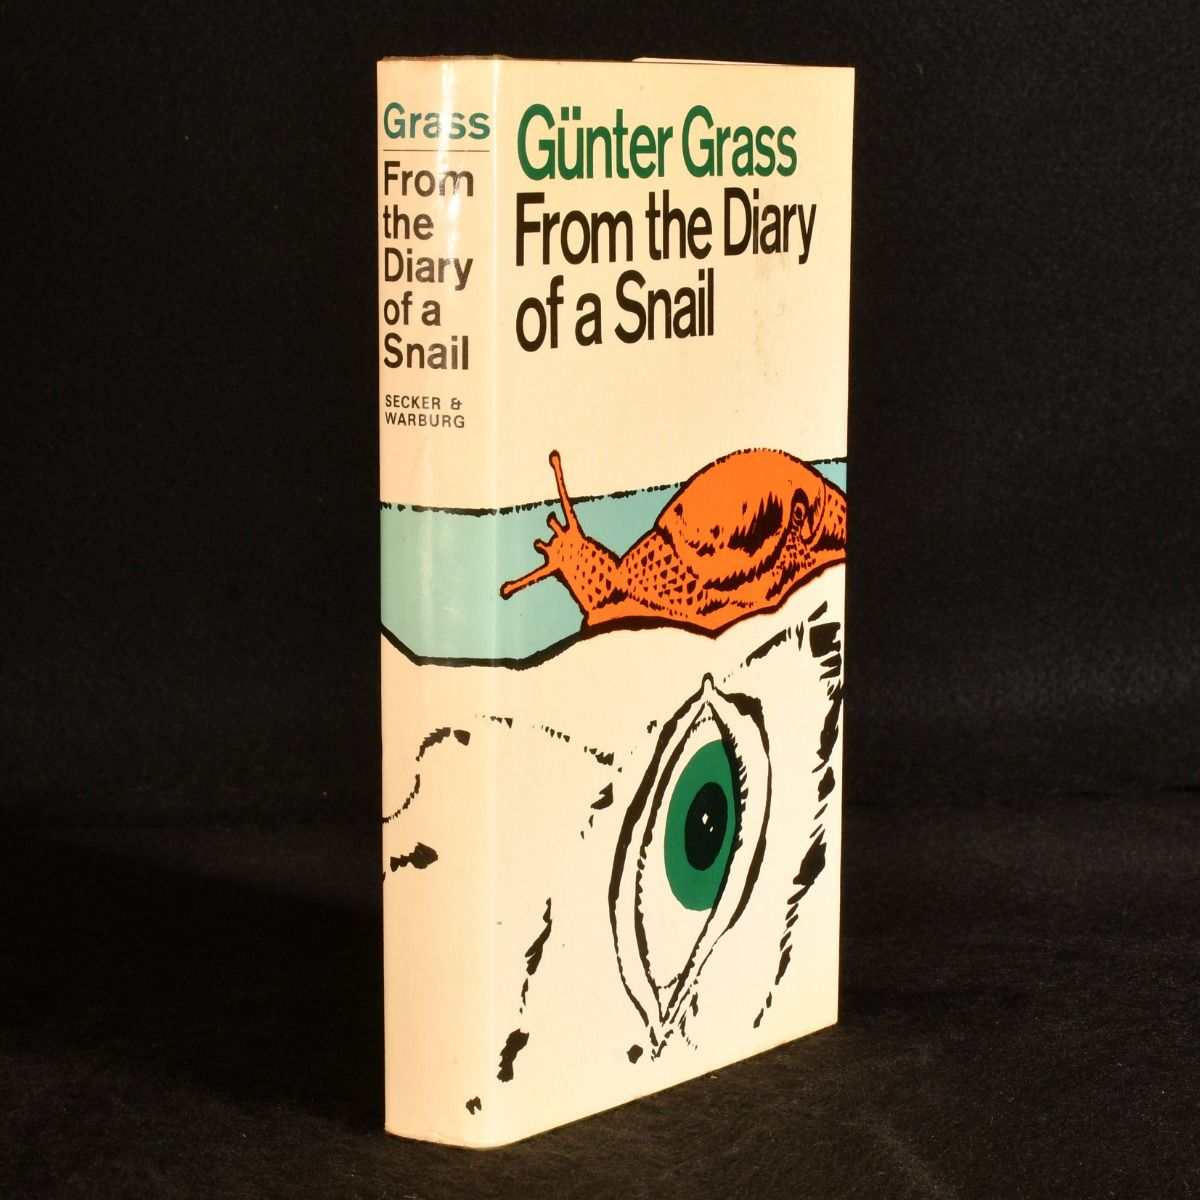 Grass
From
the
Diary
of a
Snail
SECKER &
WARBURG
Günter Grass
From the Diary
of a Snail